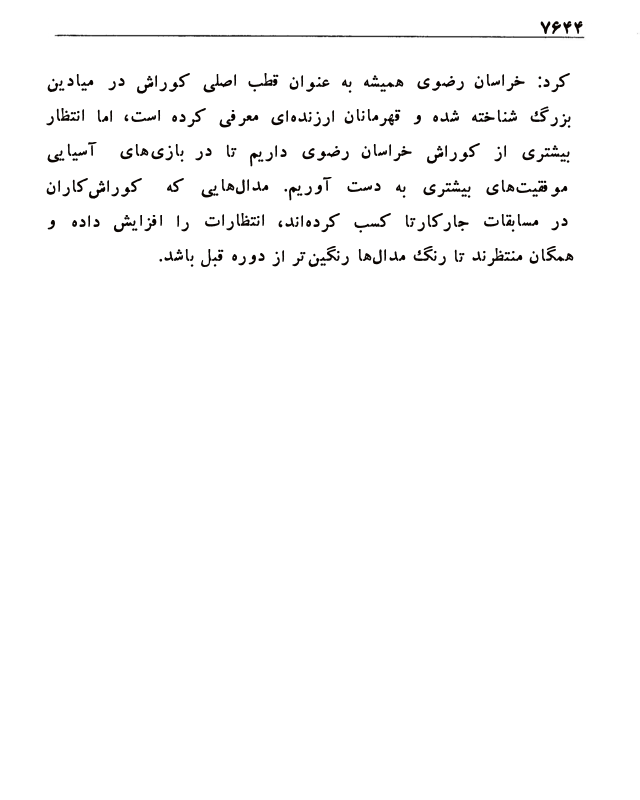 ۷۶۴۴
کرد: خراسان رضوی همیشه به عنوان قطب اصلی کوراش در میادین
بزرگ شناخته شده و قهرمانان ارزنده‌ای معرفی کرده است، اما انتظار
بیشتری از کوراش خراسان رضوی داریم تا در بازی‌های آسیایی
موفقیت‌های بیشتری به دست آوریم. مدال‌هایی که کوراش‌کاران
در مسابقات جارکارتا کسب کرده‌اند، انتظارات را افزایش داده و
همگان منتظرند تا رنگ مدال‌ها رنگین‌تر از دوره قبل باشد.